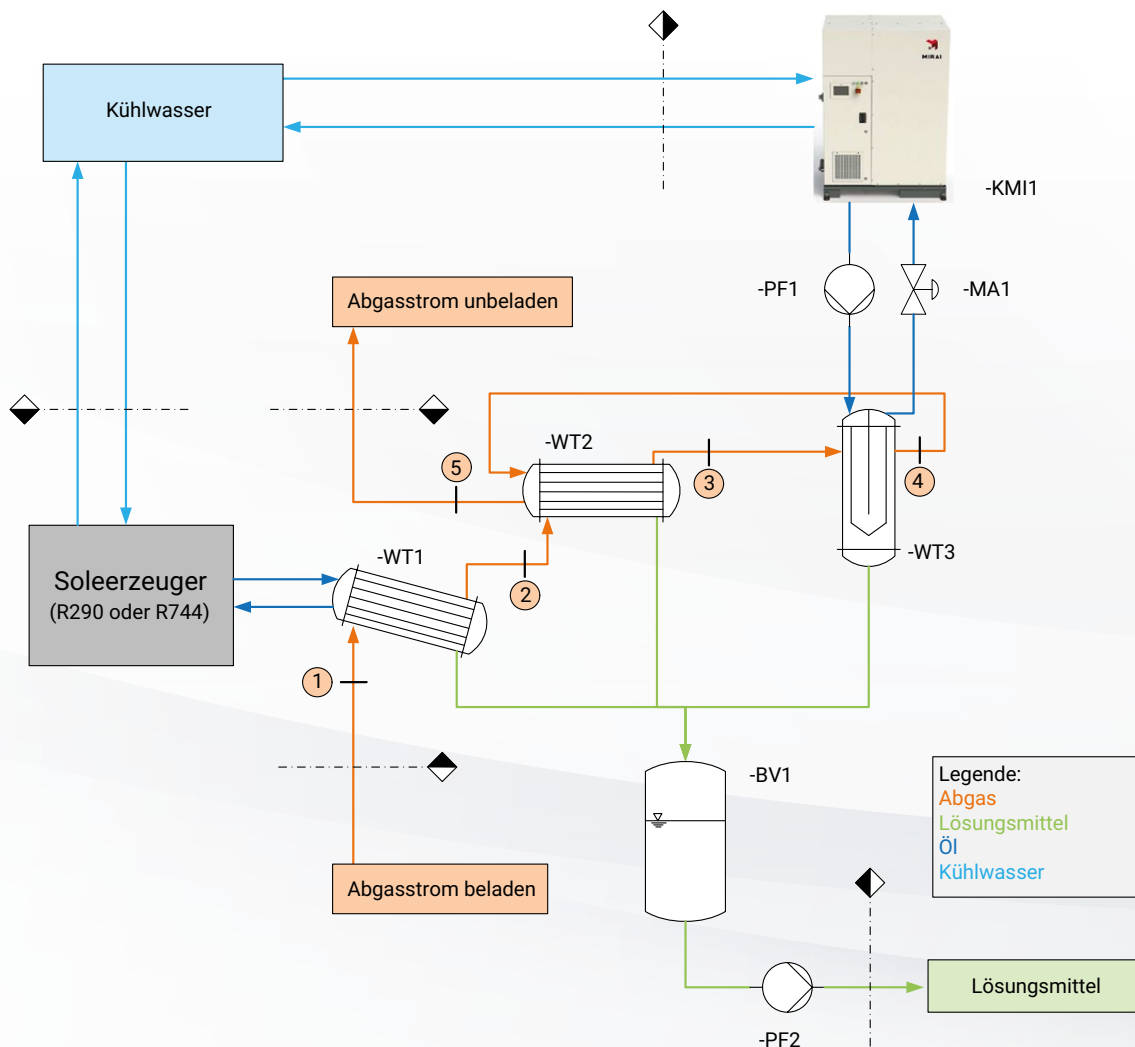 Kühlwasser
MIRAI
-KMI1
-PF1
-MA1
Abgasstrom unbeladen
-WT2
5
3
4
Soleerzeuger
(R290 oder R744)
-WT1
-WT3
2
1
-BV1
Legende:
Abgas
Lösungsmittel
Öl
Kühlwasser
Abgasstrom beladen
Lösungsmittel
-PF2